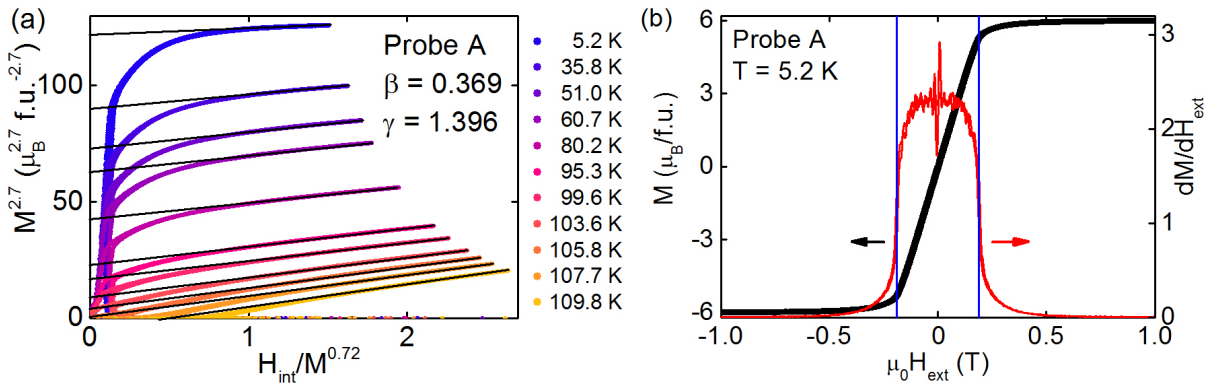 (a)
Probe A
β = 0.369
γ = 1.396
M^2.7 (μ_B^2.7 f.u.^-2.7)
100
50
0
0
1
2
H_int/M^0.72
5.2 K
35.8 K
51.0 K
60.7 K
80.2 K
95.3 K
99.6 K
103.6 K
105.8 K
107.7 K
109.8 K
(b)
Probe A
T = 5.2 K
M (μ_B/f.u.)
6
3
0
-3
-6
-1.0
-0.5
0.0
0.5
1.0
μ_0H_ext (T)
3
2
1
0
dM/dH_ext